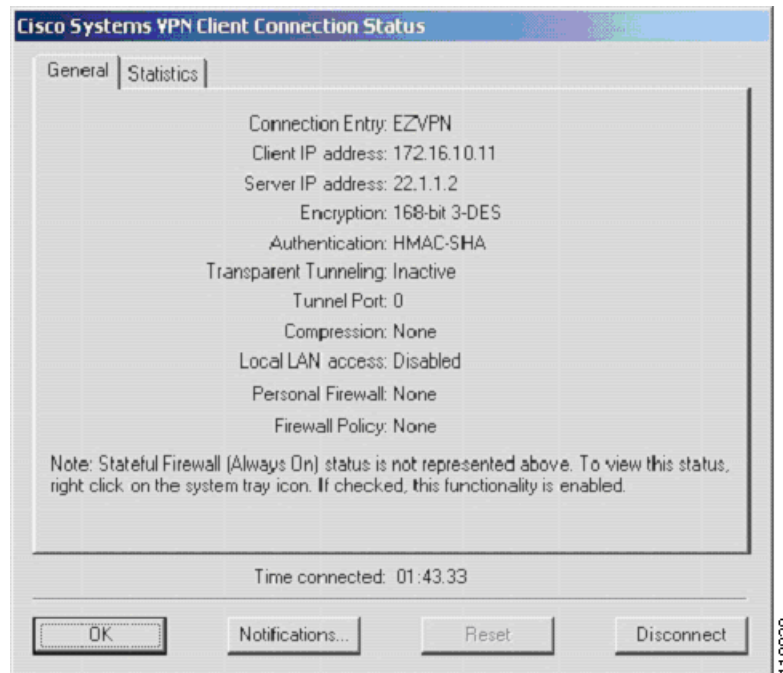 Cisco Systems VPN Client Connection Status
General
Statistics
Connection Entry: EZVPN
Client IP address: 172.16.10.11
Server IP address: 22.1.1.2
Encryption: 168-bit 3-DES
Authentication: HMAC-SHA
Transparent Tunneling: Inactive
Tunnel Port: 0
Compression: None
Local LAN access: Disabled
Personal Firewall: None
Firewall Policy: None
Note: Stateful Firewall (Always On) status is not represented above. To view this status,
right click on the system tray icon. If checked, this functionality is enabled.
Time connected: 01:43.33
OK
Notifications...
Reset
Disconnect